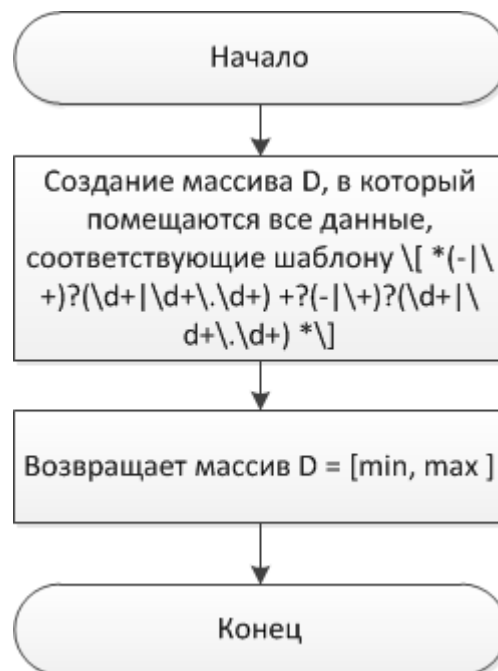 Начало
Создание массива D, в который
помещаются все данные,
соответствующие шаблону \[ *(-|\
+)?(\d+|\d+\.\d+) +?(-|\+)?(\d+|\
d+\.\d+) *\]
Возвращает массив D = [min, max ]
Конец